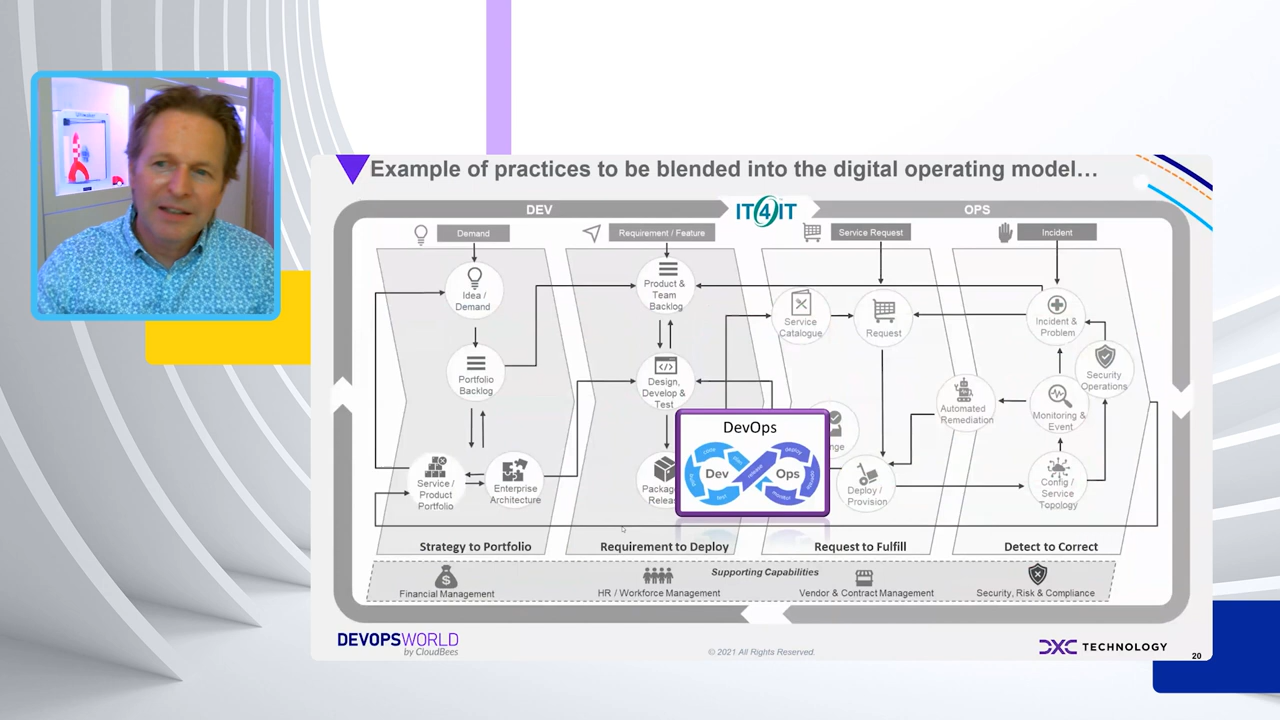 Example of practices to be blended into the digital operating model…
DEV
IT4IT
OPS
Demand
Requirement / Feature
Service Request
Incident
Idea /
Demand
Product &
Team
Backlog
Service
Catalogue
Request
Incident &
Problem
Portfolio
Backlog
Design,
Develop &
Test
Security
Operations
Automated
Remediation
Monitoring &
Event
DevOps
Dev
Ops
Service /
Product
Portfolio
Enterprise
Architecture
Deploy /
Provision
Config /
Service
Topology
Strategy to Portfolio
Requirement to Deploy
Request to Fulfill
Detect to Correct
Supporting Capabilities
Financial Management
HR / Workforce Management
Vendor & Contract Management
Security, Risk & Compliance
DEVOPSWORLD
by CloudBees
© 2021 All Rights Reserved.
DXC TECHNOLOGY
20